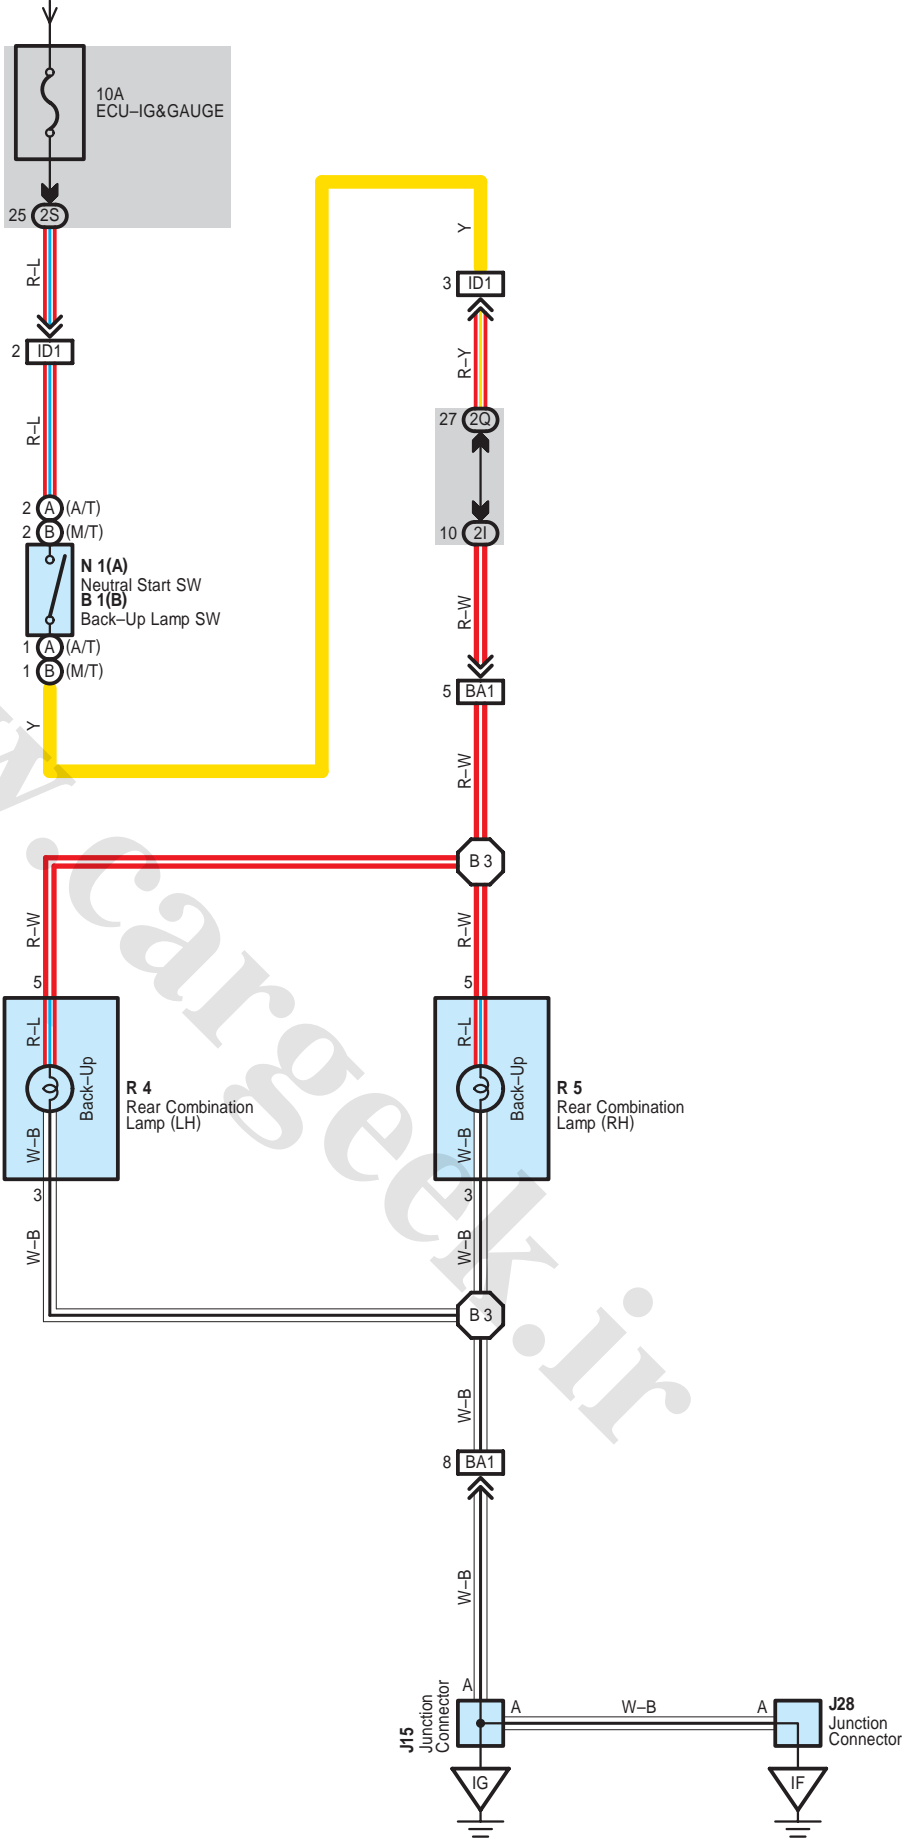 10A
ECU–IG&GAUGE
25 2S
R–L
2 ID1
R–L
2 A (A/T)
2 B (M/T)
N 1(A)
Neutral Start SW
B 1(B)
Back–Up Lamp SW
1 A (A/T)
1 B (M/T)
Y
Y
3 ID1
R–Y
27 2Q
10 2I
R–W
5 BA1
R–W
B 3
R–W
5
R–L
Back–Up
R 4
Rear Combination
Lamp (LH)
W–B
3
W–B
R–W
5
R–L
Back–Up
R 5
Rear Combination
Lamp (RH)
W–B
3
W–B
B 3
W–B
8 BA1
W–B
A
J15
Junction
Connector
A
W–B
A
J28
Junction
Connector
IG
IF
w.cargeek.ir